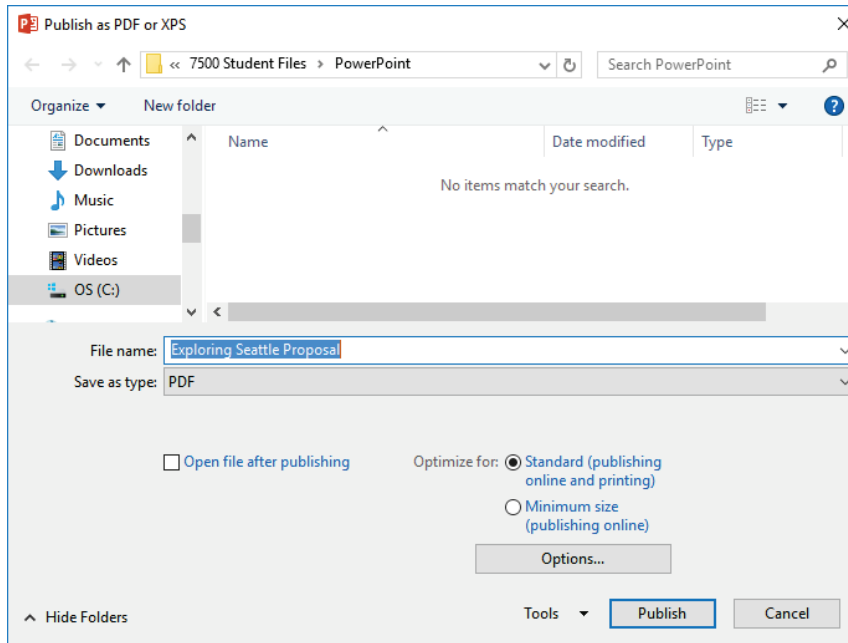 Publish as PDF or XPS
« 7500 Student Files > PowerPoint
Search PowerPoint
Organize
New folder
?
Documents
Name
Date modified
Type
Downloads
No items match your search.
Music
Pictures
Videos
OS (C:)
File name: Exploring Seattle Proposal
Save as type: PDF
Open file after publishing
Optimize for: Standard (publishing
online and printing)
Minimum size
(publishing online)
Options...
Hide Folders
Tools
Publish
Cancel